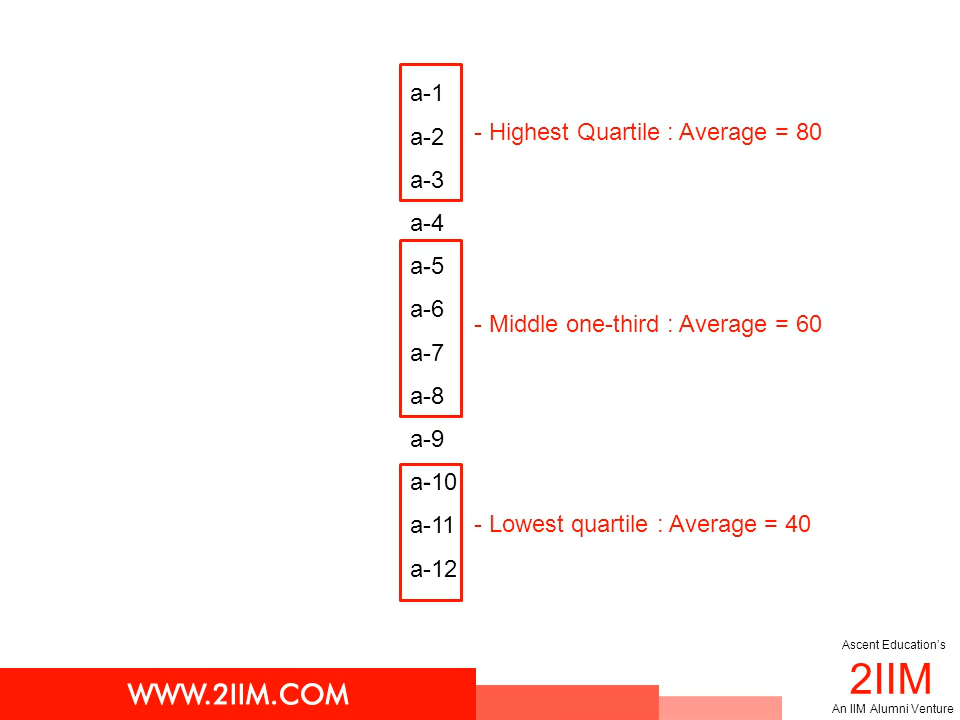 a-1
a-2
- Highest Quartile : Average = 80
a-3
a-4
a-5
a-6
- Middle one-third : Average = 60
a-7
a-8
a-9
a-10
a-11
- Lowest quartile : Average = 40
a-12
WWW.2IIM.COM
Ascent Education's
2IIM
An IIM Alumni Venture